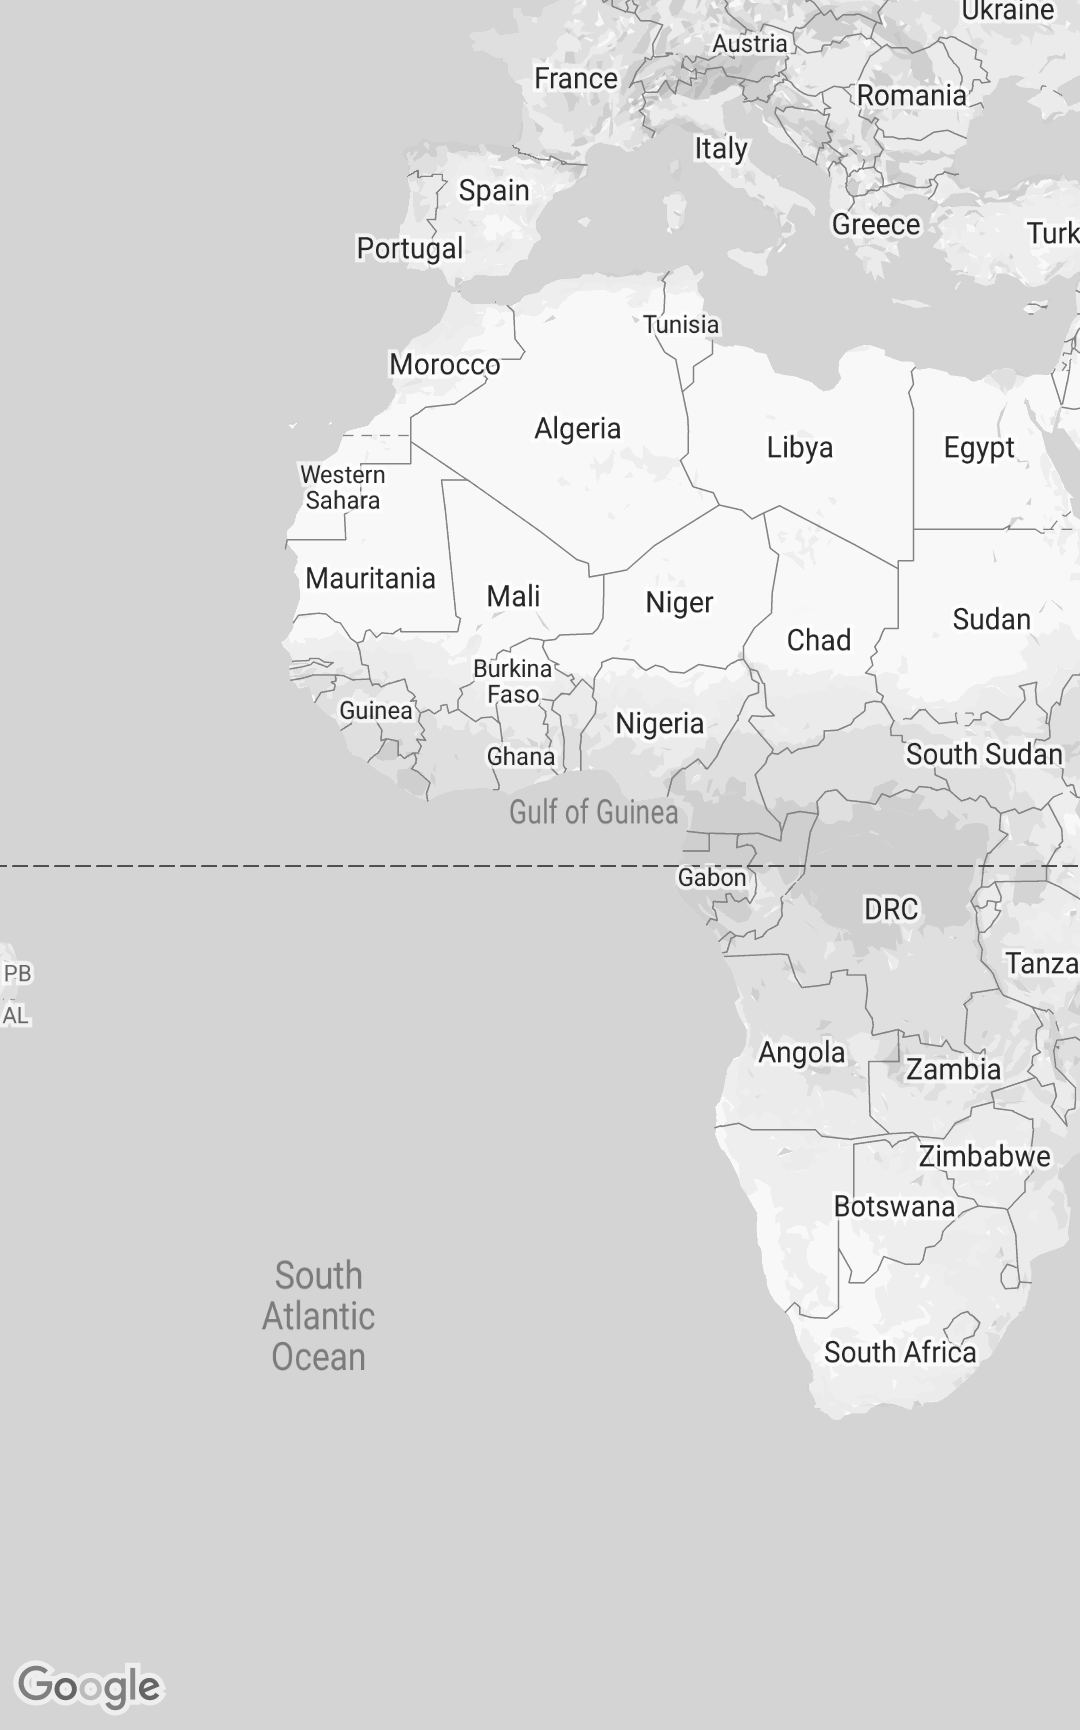 Ukraine
Austria
France
Romania
Italy
Spain
Greece
Turk
Portugal
Tunisia
Morocco
Algeria
Libya
Egypt
Western
Sahara
Mauritania
Mali
Niger
Sudan
Chad
Burkina
Faso
Guinea
Nigeria
Ghana
South Sudan
Gulf of Guinea
Gabon
DRC
Tanza
PB
AL
Angola
Zambia
Zimbabwe
Botswana
South
Atlantic
Ocean
South Africa
Google